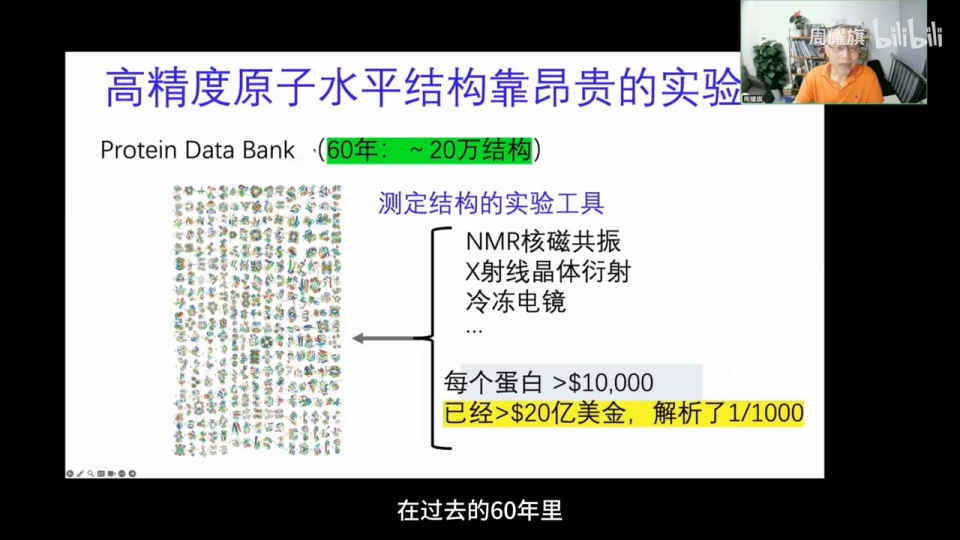 周耀旗 bilibili
周耀旗
高精度原子水平结构靠昂贵的实验
Protein Data Bank （60年：~20万结构）
测定结构的实验工具
NMR核磁共振
X射线晶体衍射
冷冻电镜
...
每个蛋白 >$10,000
已经>$20亿美金，解析了1/1000
在过去的60年里